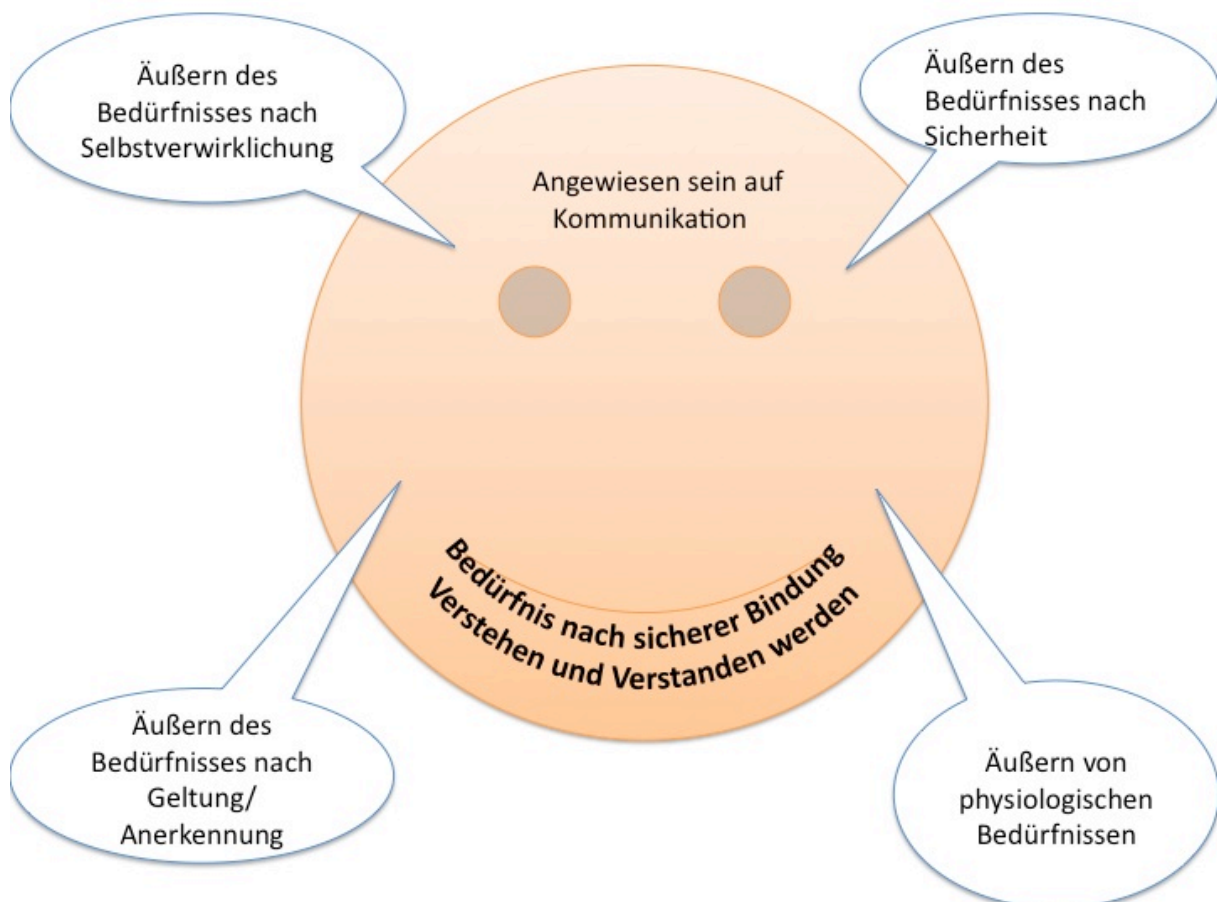 Äußern des
Bedürfnisses nach
Selbstverwirklichung
Äußern des
Bedürfnisses nach
Sicherheit
Angewiesen sein auf
Kommunikation
Bedürfnis nach sicherer Bindung
Verstehen und Verstanden werden
Äußern des
Bedürfnisses nach
Geltung/
Anerkennung
Äußern von
physiologischen
Bedürfnissen